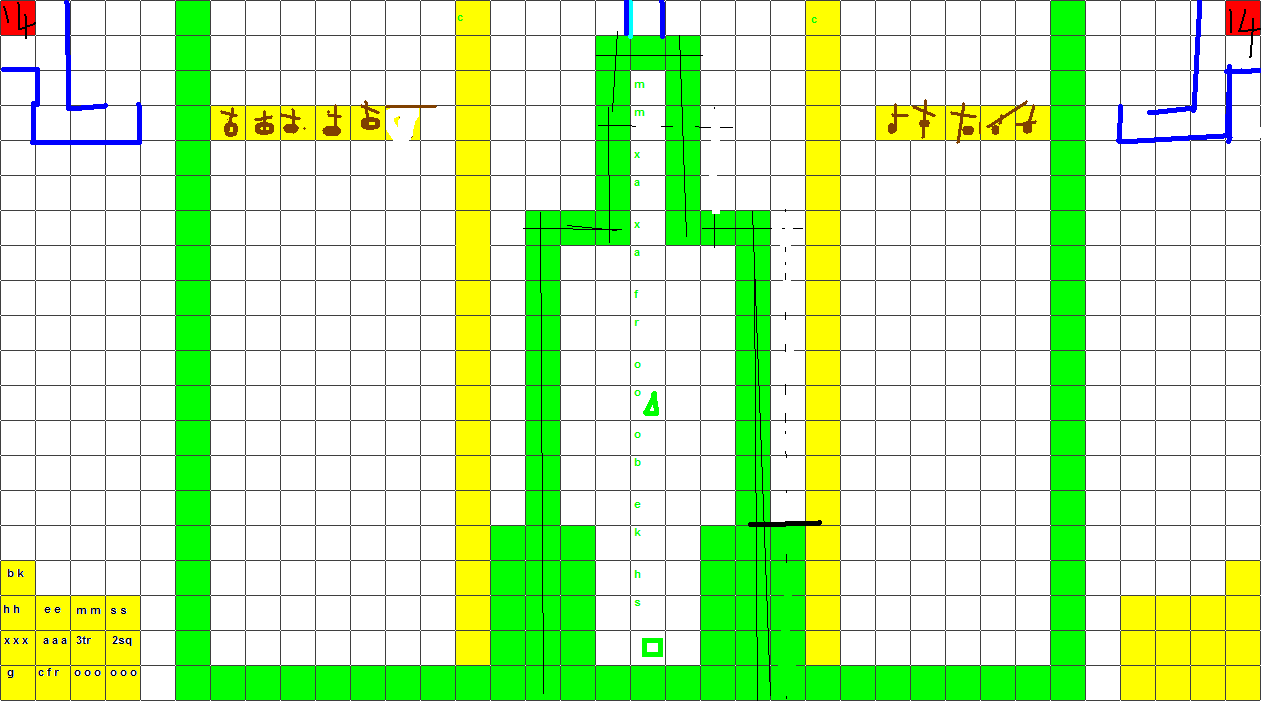 14
c
c
14
m
m
x
a
x
a
f
r
o
o
o
b
e
k
h
s
b k
h h e e m m s s
x x x a a a 3tr 2sq
g c f r o o o o o o